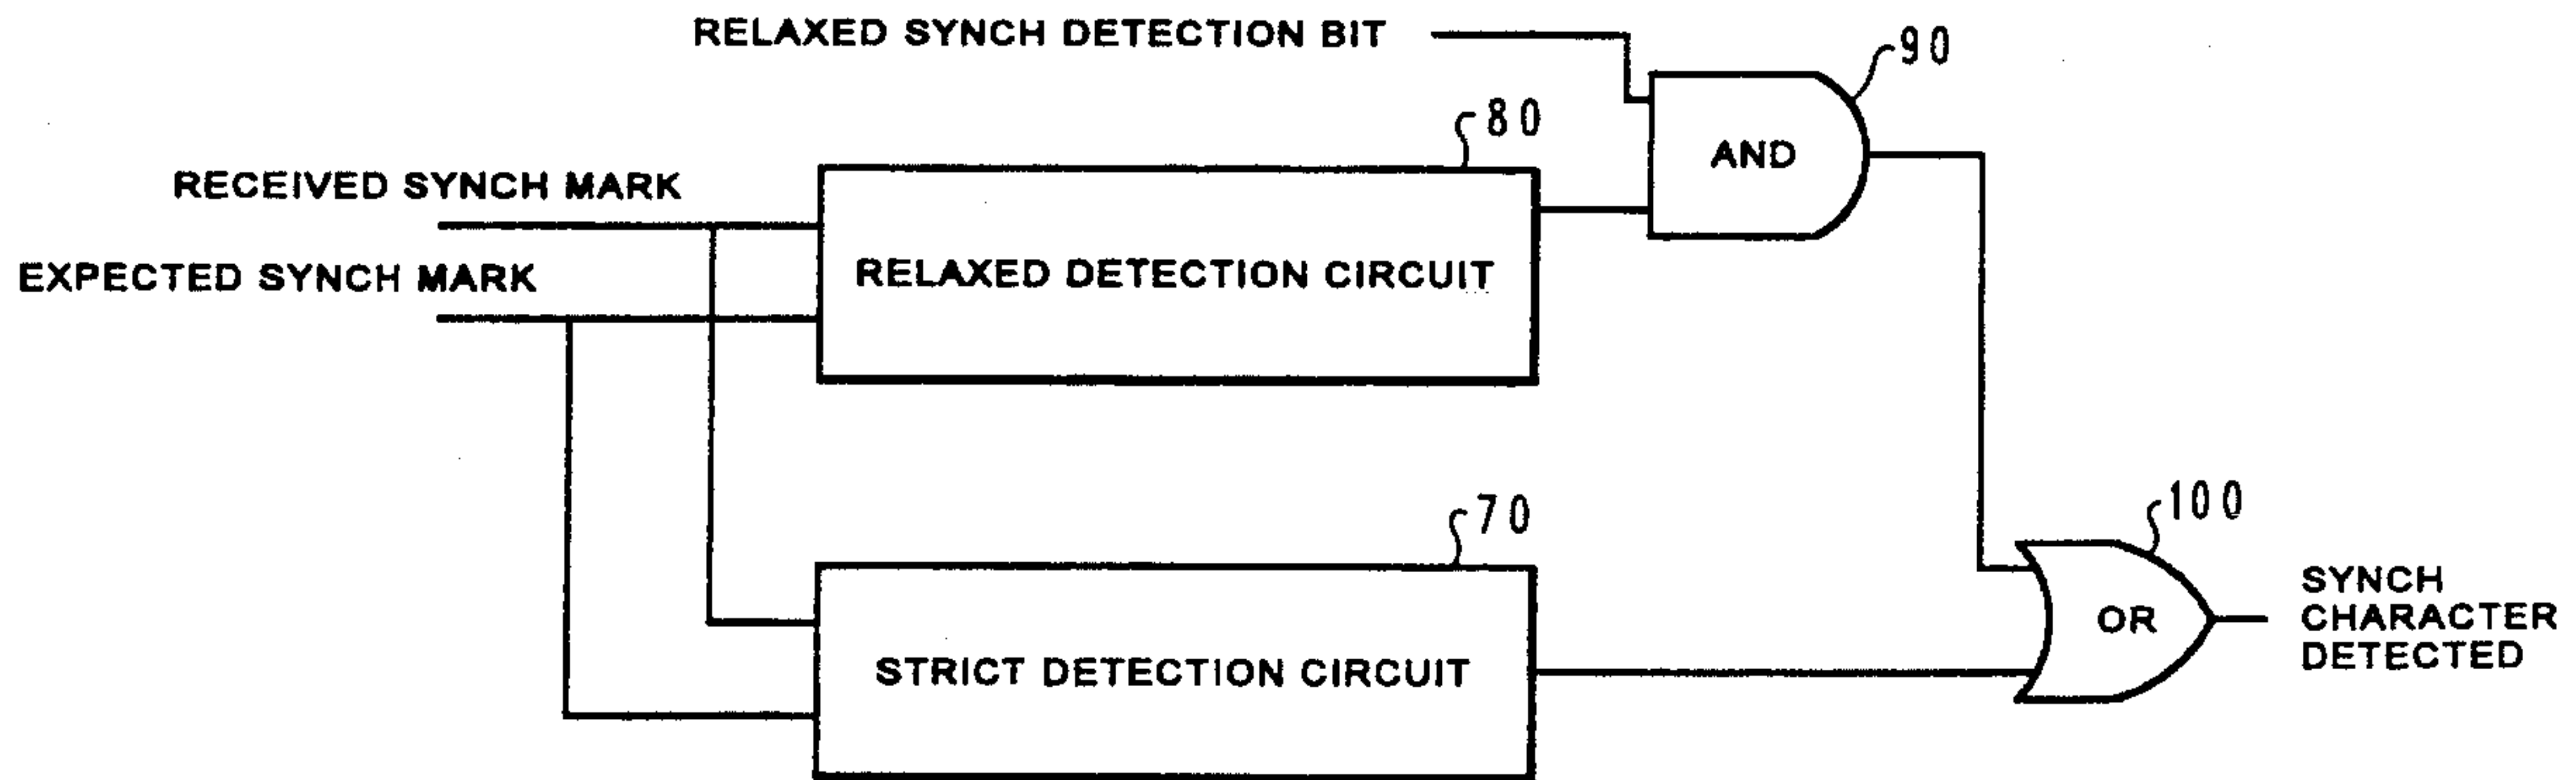 RELAXED SYNCH DETECTION BIT
90
AND
80
RECEIVED SYNCH MARK
EXPECTED SYNCH MARK
RELAXED DETECTION CIRCUIT
70
STRICT DETECTION CIRCUIT
100
OR
SYNCH
CHARACTER
DETECTED